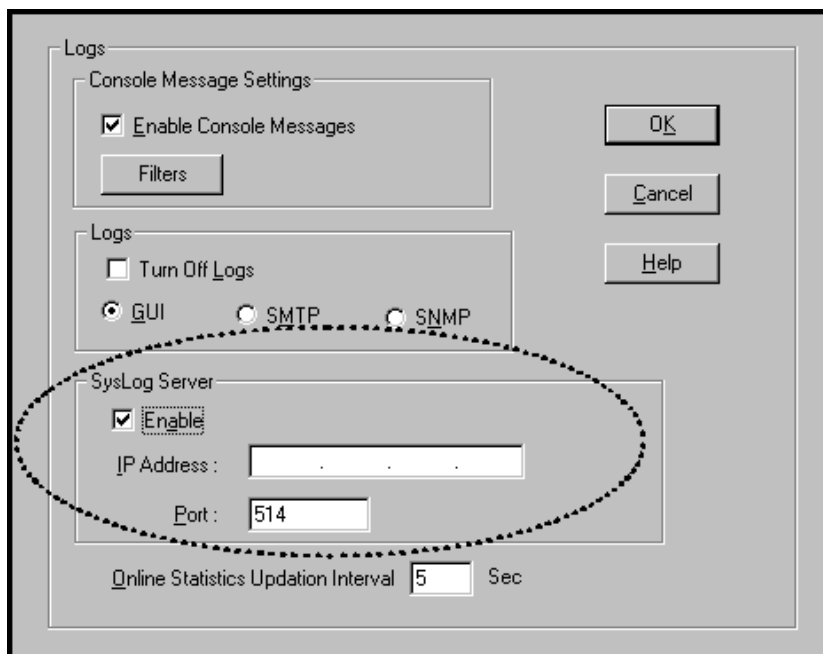 Logs
Console Message Settings
Enable Console Messages
Filters
OK
Cancel
Help
Logs
Turn Off Logs
GUI SMTP SNMP
SysLog Server
Enable
IP Address : . . .
Port : 514
Online Statistics Updation Interval 5 Sec